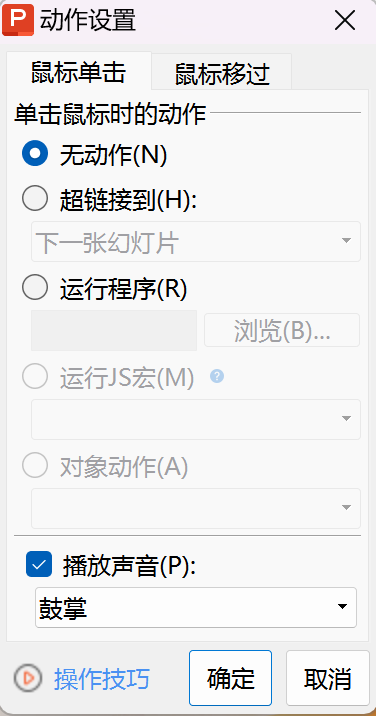 P 动作设置
鼠标单击 鼠标移过
单击鼠标时的动作
无动作(N)
超链接到(H):
下一张幻灯片
运行程序(R)
浏览(B)...
运行JS宏(M) ?
对象动作(A)
播放声音(P):
鼓掌
操作技巧 确定 取消